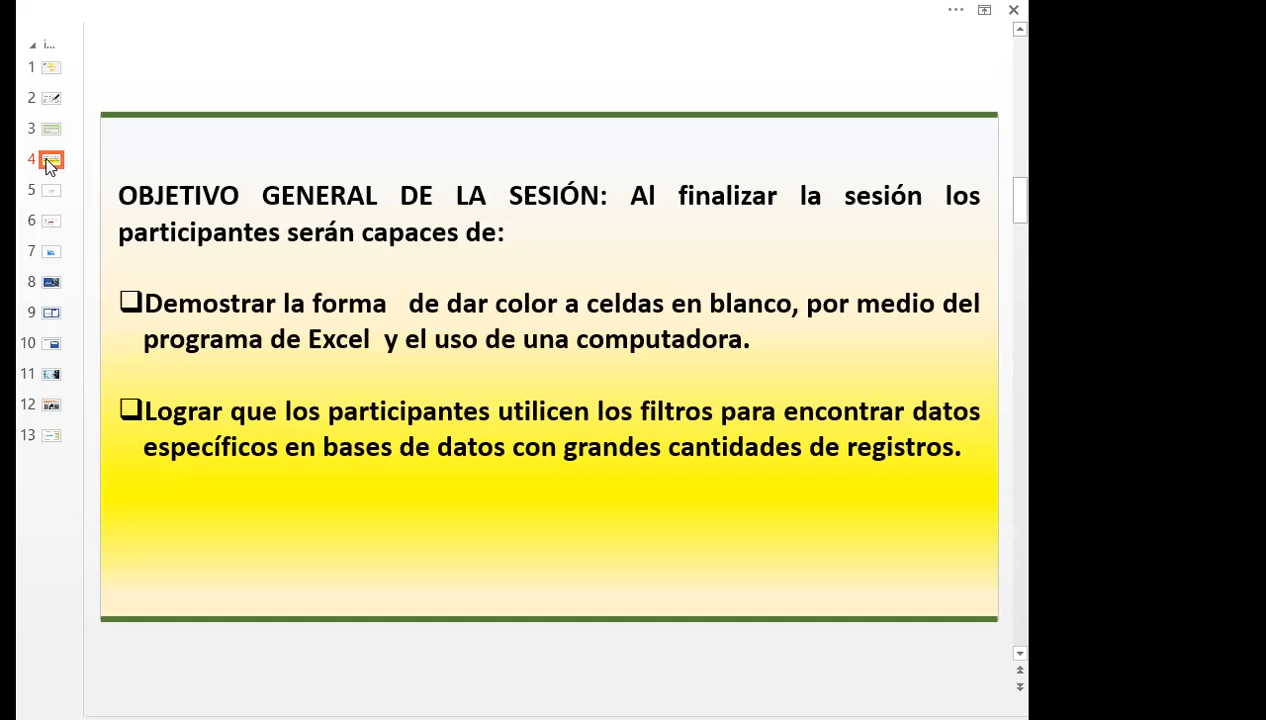 i...
1
2
3
4
5
6
7
8
9
10
11
12
13
OBJETIVO GENERAL DE LA SESIÓN: Al finalizar la sesión los
participantes serán capaces de:
❑Demostrar la forma de dar color a celdas en blanco, por medio del
programa de Excel y el uso de una computadora.
❑Lograr que los participantes utilicen los filtros para encontrar datos
específicos en bases de datos con grandes cantidades de registros.